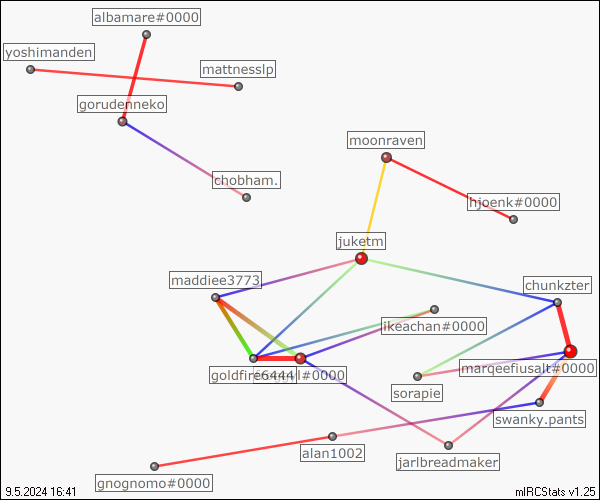 albamare#0000
yoshimanden
mattneslp
gorudenneko
chobham.
moonraven
hjoenk#0000
juketm
maddiee3773
chunkzter
ikeachan#0000
goldfire6444
l#0000
marqeefiusalt#0000
sorapie
swanky.pants
alan1002
jarlbreadmaker
gnognomo#0000
9.5.2024 16:41
mIRCStats v1.25